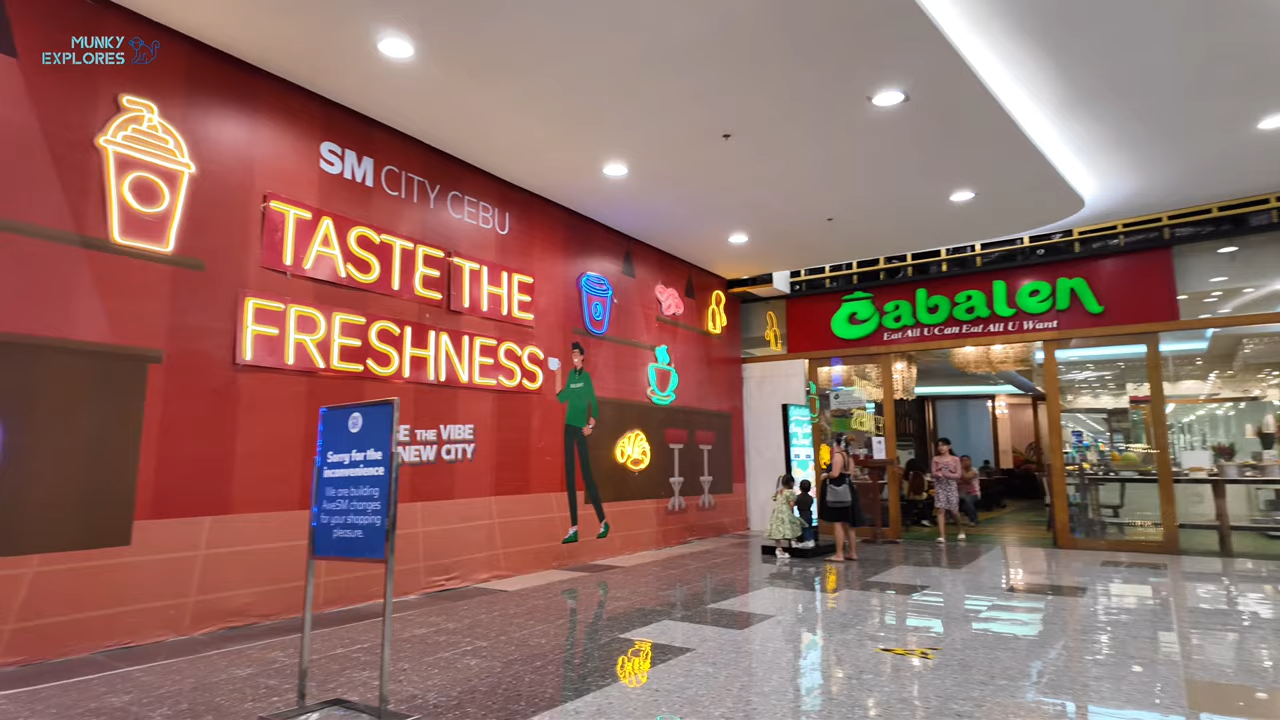 MUNKY
EXPLORES
SM CITY CEBU
TASTE THE
FRESHNESS
E THE VIBE
NEW CITY
Sorry for the
inconvenience
We are building
AweSM changes
for your shopping
pleasure.
Cabalen
Eat All U Can Eat All U Want